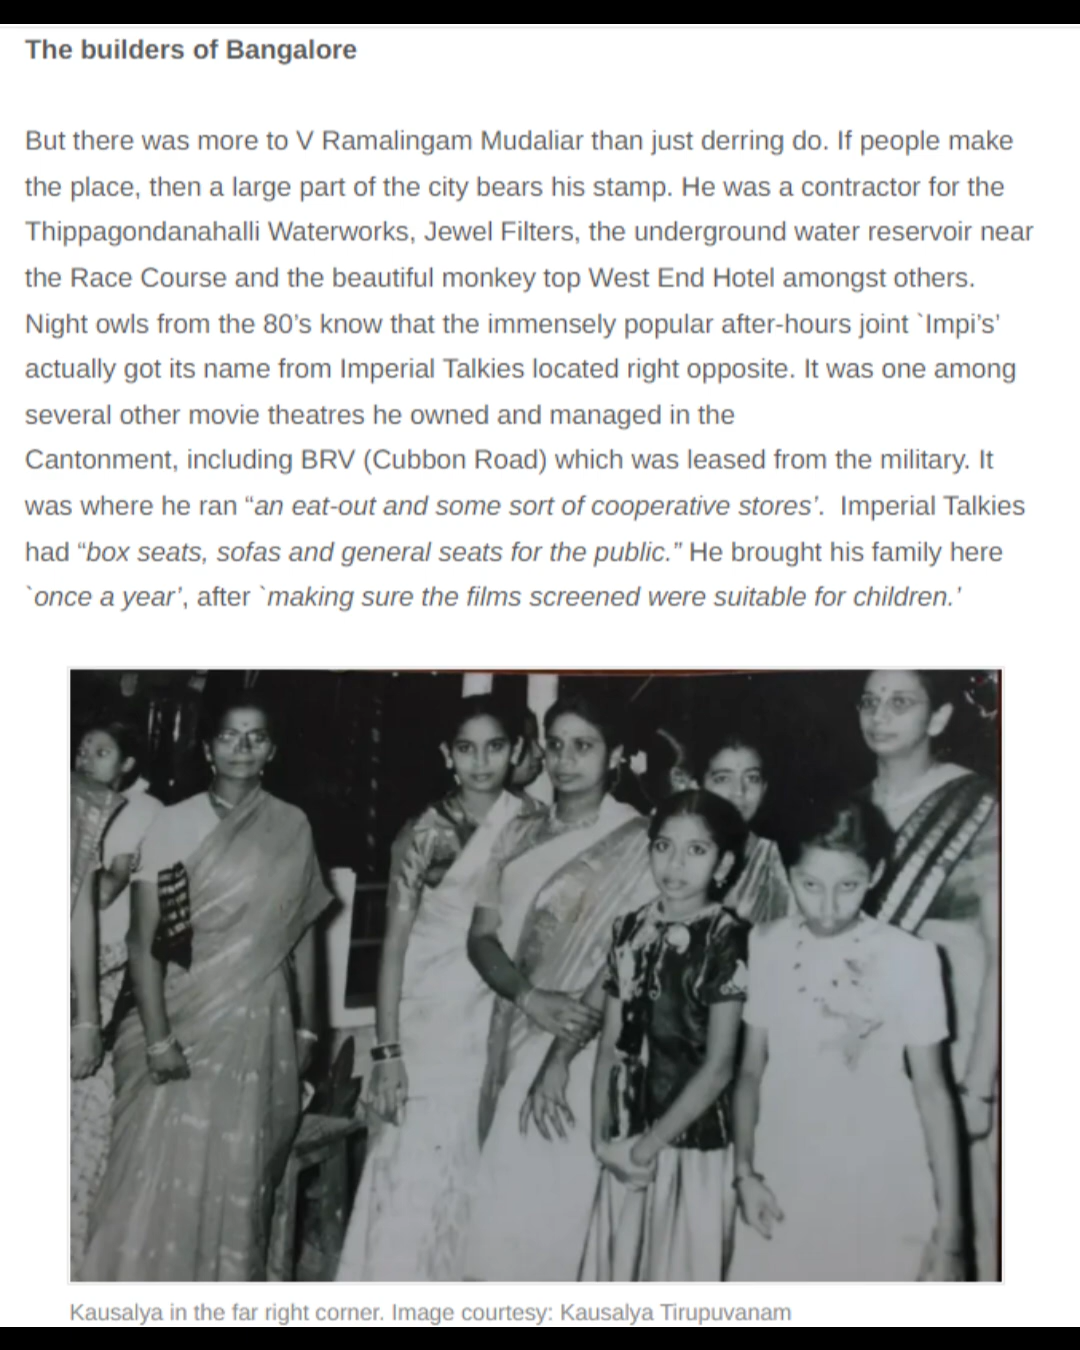 The builders of Bangalore
But there was more to V Ramalingam Mudaliar than just derring do. If people make
the place, then a large part of the city bears his stamp. He was a contractor for the
Thippagondanahalli Waterworks, Jewel Filters, the underground water reservoir near
the Race Course and the beautiful monkey top West End Hotel amongst others.
Night owls from the 80’s know that the immensely popular after-hours joint `Impi’s’
actually got its name from Imperial Talkies located right opposite. It was one among
several other movie theatres he owned and managed in the
Cantonment, including BRV (Cubbon Road) which was leased from the military. It
was where he ran “an eat-out and some sort of cooperative stores’.  Imperial Talkies
had “box seats, sofas and general seats for the public.” He brought his family here
`once a year’, after `making sure the films screened were suitable for children.’
Kausalya in the far right corner. Image courtesy: Kausalya Tirupuvanam